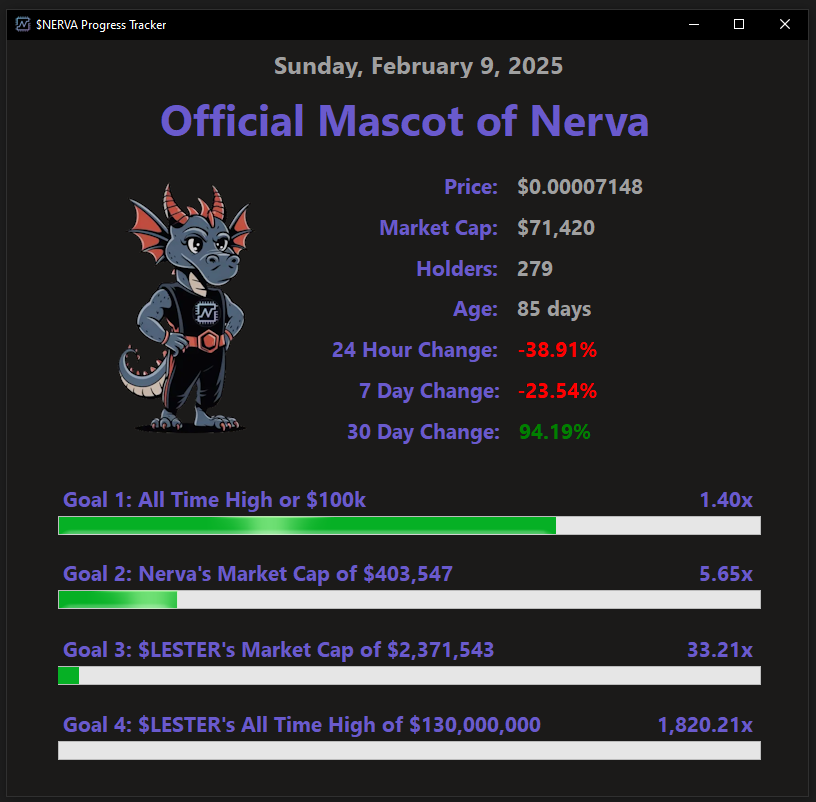 $NERVA Progress Tracker
Sunday, February 9, 2025
Official Mascot of Nerva
Price: $0.00007148
Market Cap: $71,420
Holders: 279
Age: 85 days
24 Hour Change: -38.91%
7 Day Change: -23.54%
30 Day Change: 94.19%
Goal 1: All Time High or $100k 1.40x
Goal 2: Nerva's Market Cap of $403,547 5.65x
Goal 3: $LESTER's Market Cap of $2,371,543 33.21x
Goal 4: $LESTER's All Time High of $130,000,000 1,820.21x